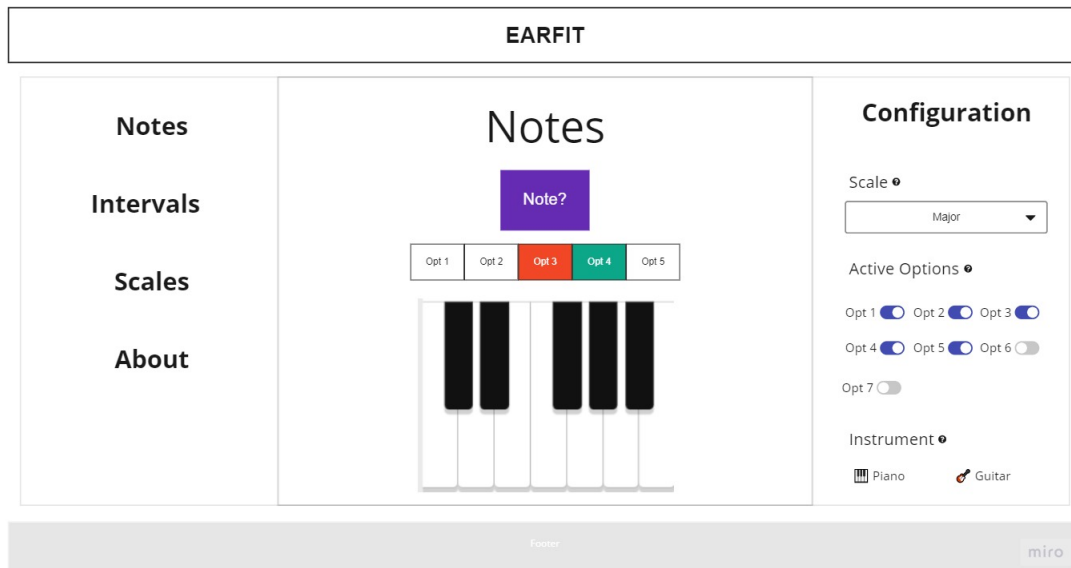 EARFIT
Notes
Intervals
Scales
About
Notes
Note?
Opt 1 Opt 2 Opt 3 Opt 4 Opt 5
Configuration
Scale
Major
Active Options
Opt 1 Opt 2 Opt 3
Opt 4 Opt 5 Opt 6
Opt 7
Instrument
Piano Guitar
Footer
miro